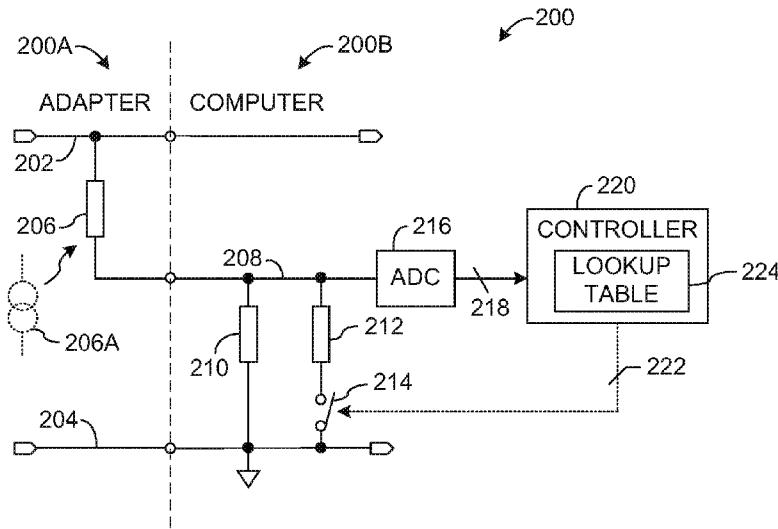 200
200A
200B
ADAPTER
COMPUTER
202
220
206
216
CONTROLLER
208
ADC
LOOKUP
TABLE
224
218
206A
210
212
214
222
204